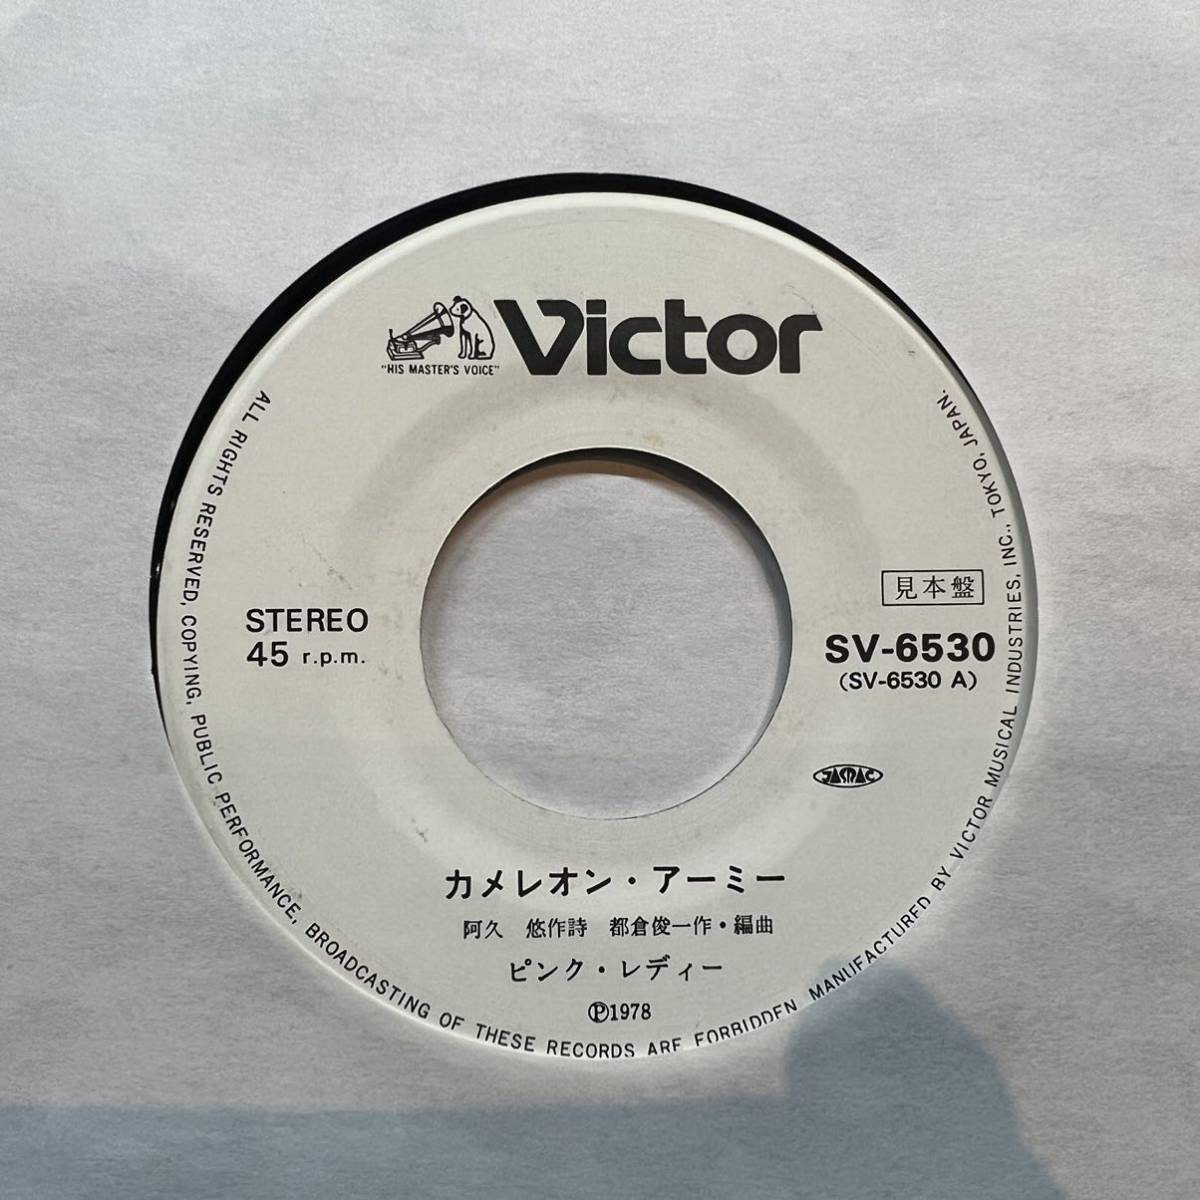 "HIS MASTER'S VOICE"
Victor
STEREO
45 r.p.m.
見本盤
SV-6530
(SV-6530 A)
JASRAC
カメレオン・アーミー
阿久 悠作詩 都倉俊一作・編曲
ピンク・レディー
Ⓟ1978
ALL RIGHTS RESERVED, COPYING, PUBLIC PERFORMANCE, BROADCASTING OF THESE RECORDS ARE FORBIDDEN MANUFACTURED BY VICTOR MUSICAL INDUSTRIES, INC., TOKYO, JAPAN.